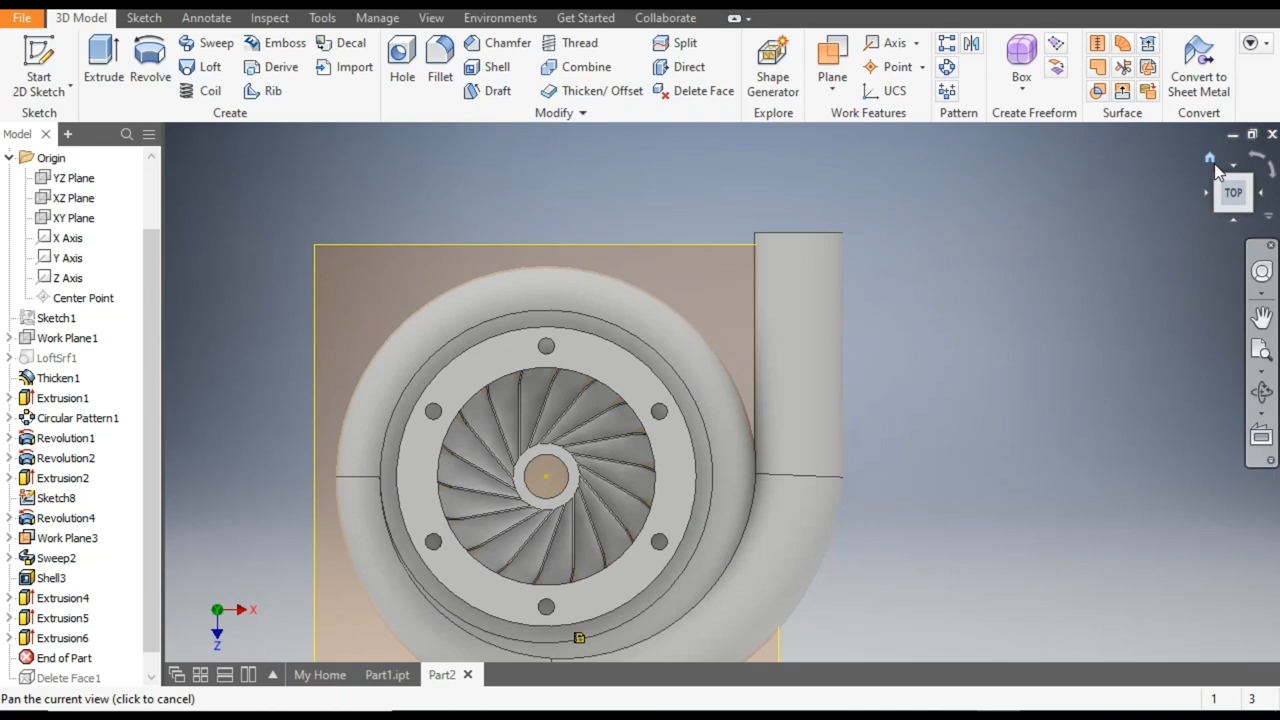 File 3D Model Sketch Annotate Inspect Tools Manage View Environments Get Started Collaborate
Start
2D Sketch
Sketch
Extrude
Revolve
Sweep
Loft
Coil
Emboss
Derive
Rib
Decal
Import
Create
Hole
Fillet
Chamfer
Shell
Draft
Thread
Combine
Thicken/ Offset
Split
Direct
Delete Face
Modify
Shape
Generator
Explore
Plane
Axis
Point
UCS
Work Features
Pattern
Box
Create Freeform
Surface
Convert to
Sheet Metal
Convert
Model
Origin
YZ Plane
XZ Plane
XY Plane
X Axis
Y Axis
Z Axis
Center Point
Sketch1
Work Plane1
LoftSrf1
Thicken1
Extrusion1
Circular Pattern1
Revolution1
Revolution2
Extrusion2
Sketch8
Revolution4
Work Plane3
Sweep2
Shell3
Extrusion4
Extrusion5
Extrusion6
End of Part
Delete Face1
TOP
X
Z
My Home Part1.ipt Part2
Pan the current view (click to cancel) 1 3